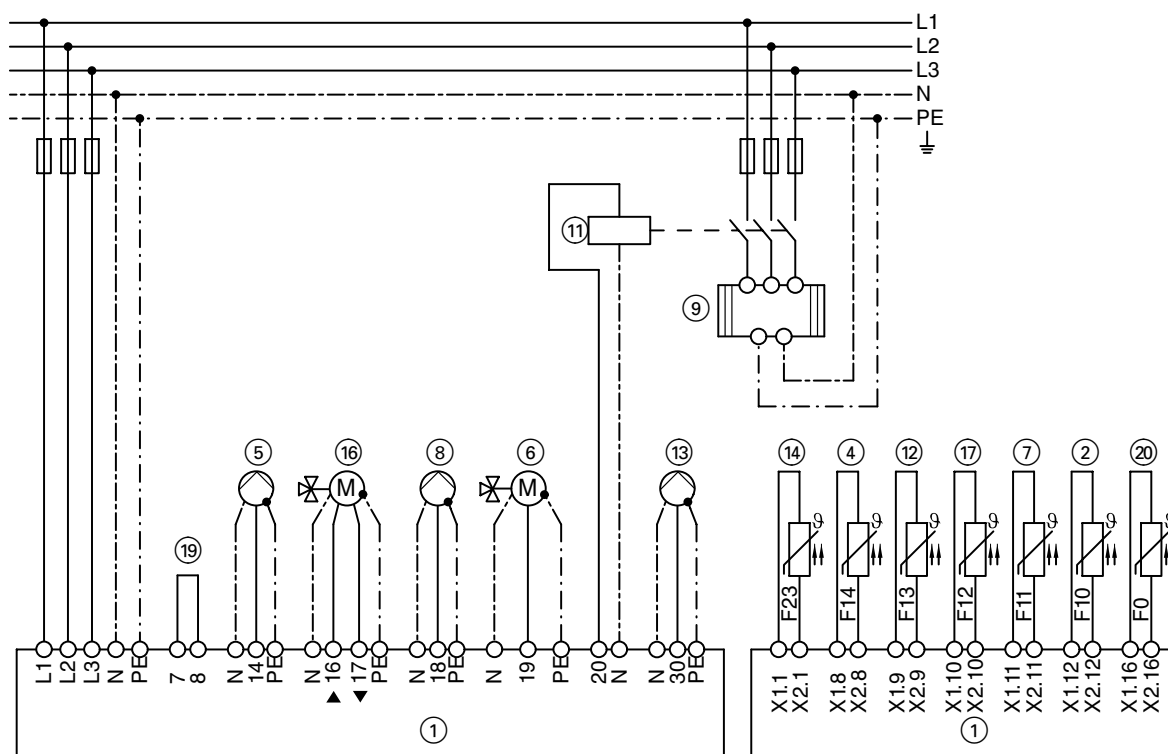 L1
L2
L3
N
PE
11
9
5
16
8
6
13
14
4
12
17
7
2
20
M
M
19
ϑ
ϑ
ϑ
ϑ
ϑ
ϑ
ϑ
F23
F14
F13
F12
F11
F10
F0
L1
L2
L3
N
PE
7
8
N
14
PE
N
16
17
PE
N
18
PE
N
19
PE
20
N
N
30
PE
X1.1
X2.1
X1.8
X2.8
X1.9
X2.9
X1.10
X2.10
X1.11
X2.11
X1.12
X2.12
X1.16
X2.16
1
1